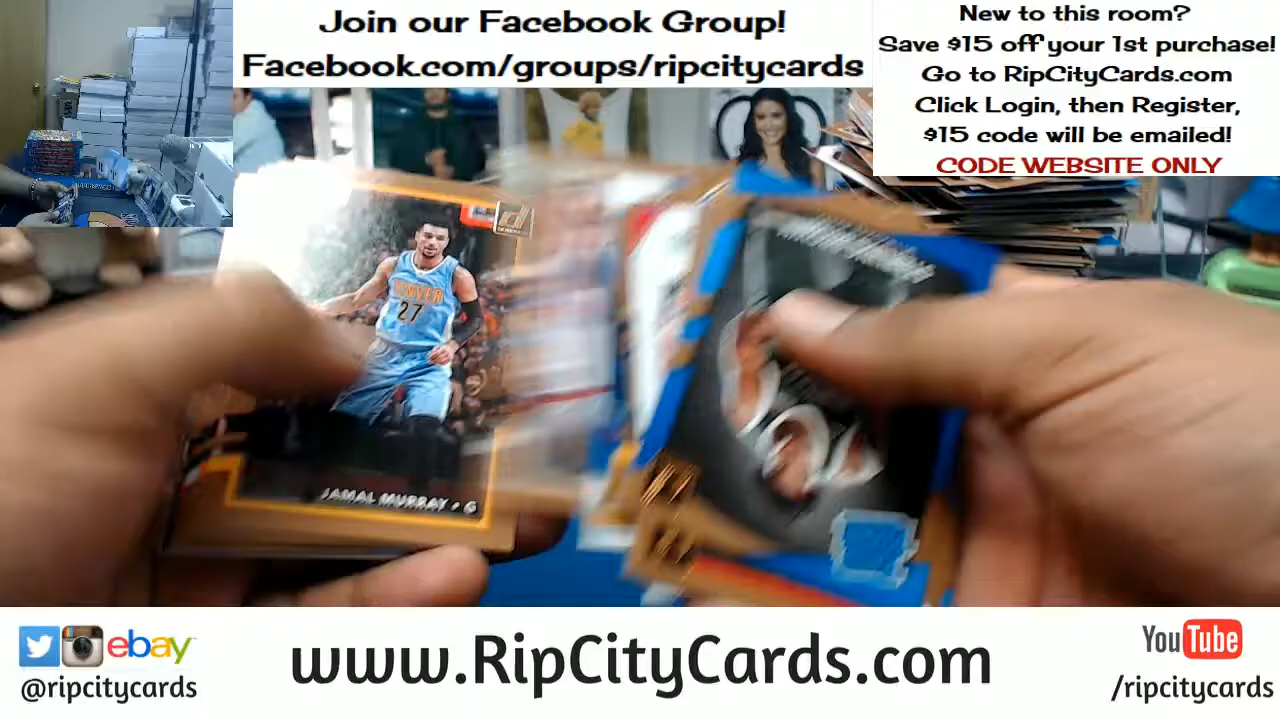 Join our Facebook Group!
Facebook.com/groups/ripcitycards
New to this room?
Save $15 off your 1st purchase!
Go to RipCityCards.com
Click Login, then Register,
$15 code will be emailed!
CODE WEBSITE ONLY
DENVER
27
JAMAL MURRAY • G
ebay
@ripcitycards
www.RipCityCards.com
YouTube
/ripcitycards